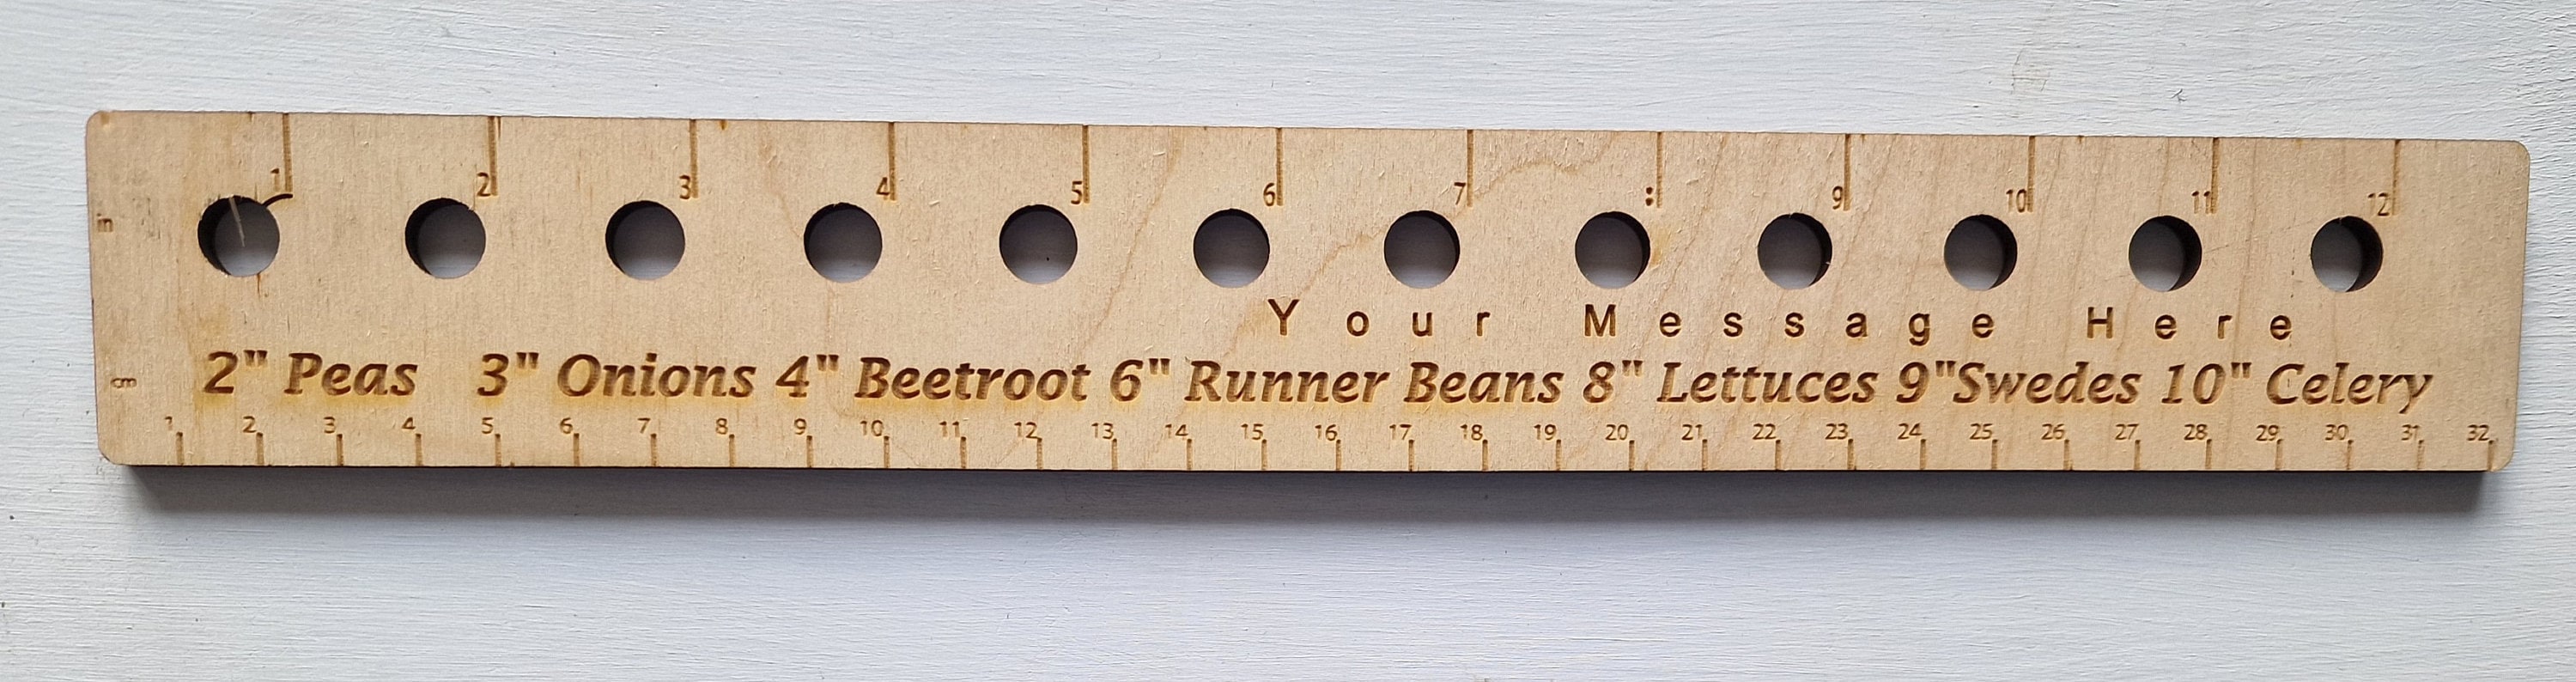 1 2 3 4 5 6 7 : 9 10 11 12
in
Your Message Here
cm 2" Peas 3" Onions 4" Beetroot 6" Runner Beans 8" Lettuces 9"Swedes 10" Celery
1 2 3 4 5 6 7 8 9 10 11 12 13 14 15 16 17 18 19 20 21 22 23 24 25 26 27 28 29 30 31 32